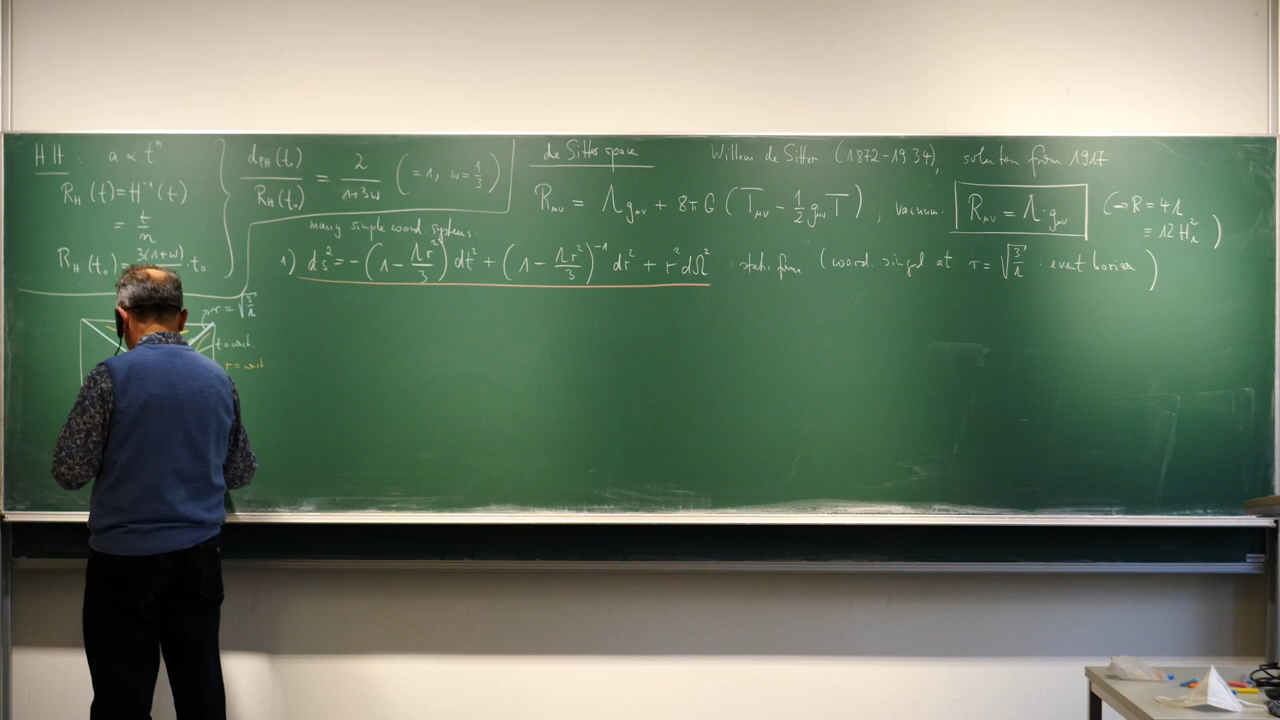 HH : a ∝ tⁿ
R_H (t) = H⁻¹(t)
= t/n
R_H (t₀) = 3(1+w)/ · t₀
d_PH(t₀)/R_H(t₀) = 2/(1+3w) (=1, w=1/3)
de Sitter space
Willem de Sitter (1872-1934), solution from 1917
R_μν = Λ g_μν + 8πG (T_μν - 1/2 g_μν T) ; vacuum: R_μν = Λ·g_μν (→ R = 4Λ
≡ 12 H_Λ² )
many simple coord. systems.
1) ds² = -(1 - Λr²/3) dt² + (1 - Λr²/3)⁻¹ dr² + r² dΩ² : static form (coord. singul. at r = √(3/Λ) : event horizon)
r = √(3/Λ)
t = const.
r = const.